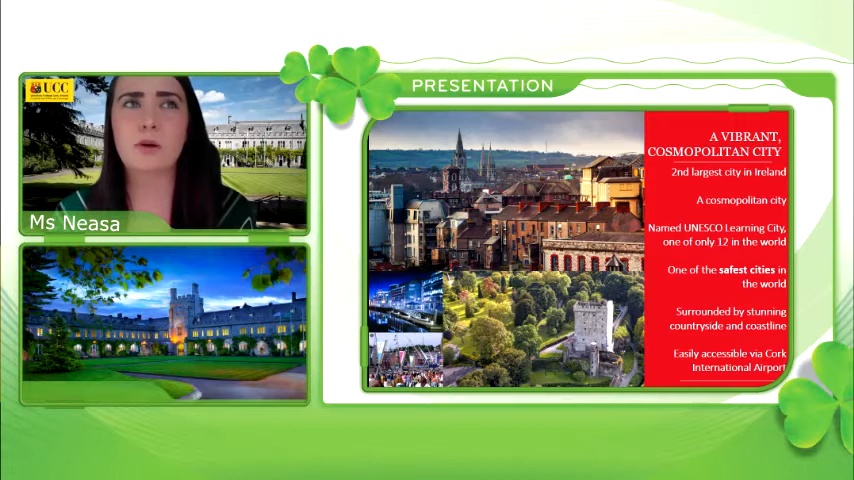 UCC
Ms Neasa
PRESENTATION
A VIBRANT,
COSMOPOLITAN CITY
2nd largest city in Ireland
A cosmopolitan city
Named UNESCO Learning City,
one of only 12 in the world
One of the safest cities in
the world
Surrounded by stunning
countryside and coastline
Easily accessible via Cork
International Airport